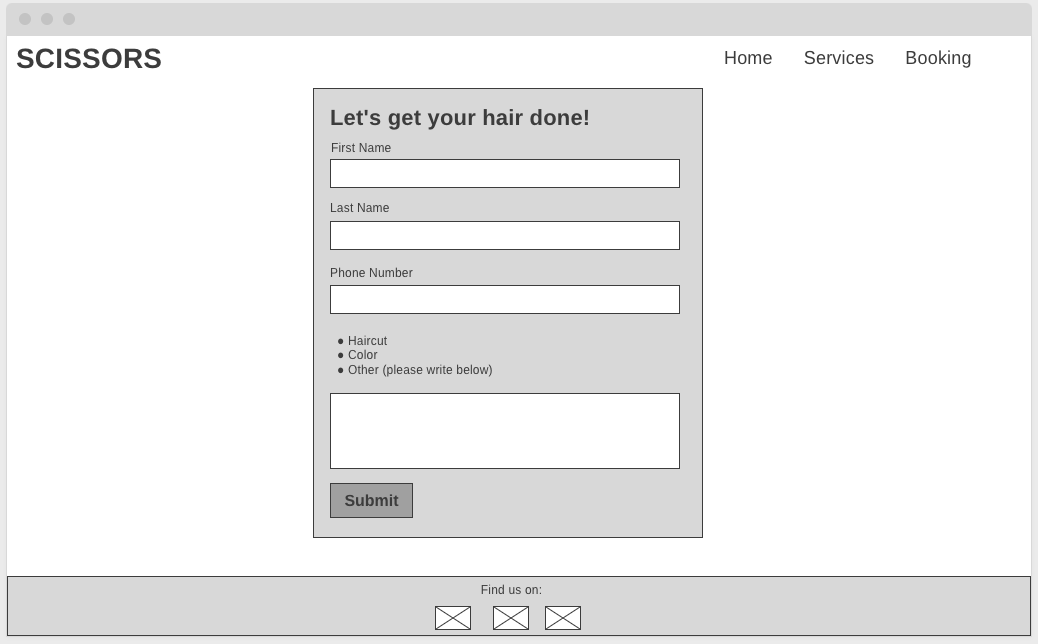 SCISSORS
Home Services Booking
Let's get your hair done!
First Name
Last Name
Phone Number
● Haircut
● Color
● Other (please write below)
Submit
Find us on: